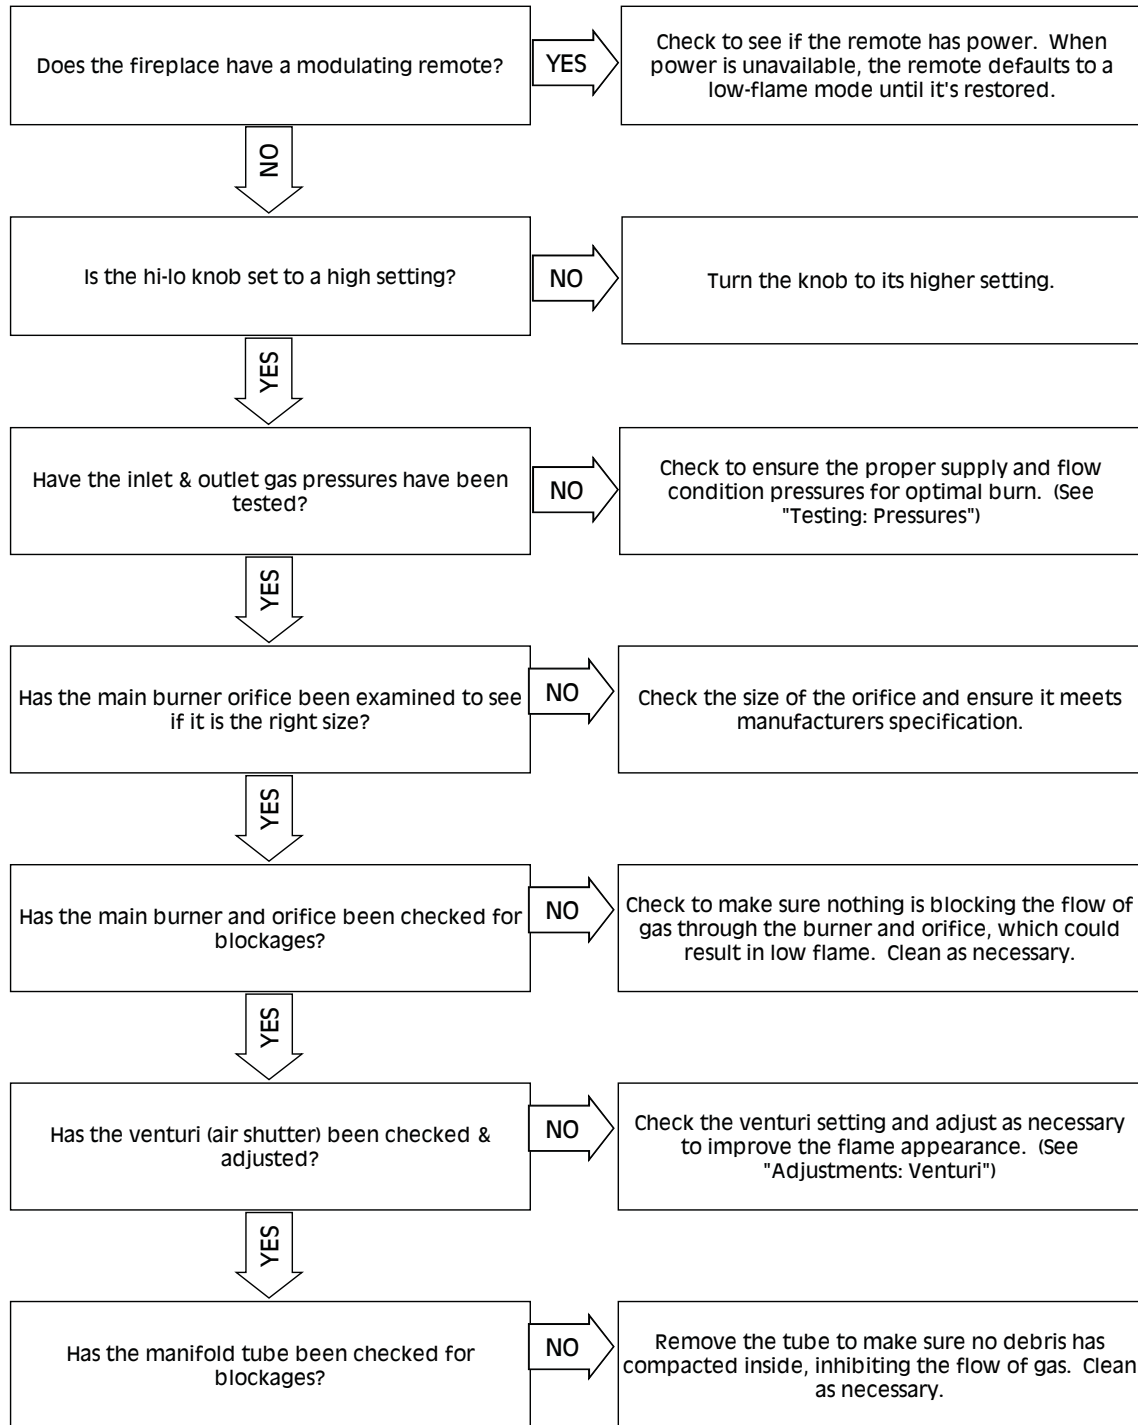 Does the fireplace have a modulating remote?
YES
Check to see if the remote has power.  When
power is unavailable, the remote defaults to a
low-flame mode until it's restored.
NO
Is the hi-lo knob set to a high setting?
NO
Turn the knob to its higher setting.
YES
Have the inlet & outlet gas pressures have been
tested?
NO
Check to ensure the proper supply and flow
condition pressures for optimal burn.  (See
"Testing: Pressures")
YES
Has the main burner orifice been examined to see
if it is the right size?
NO
Check the size of the orifice and ensure it meets
manufacturers specification.
YES
Has the main burner and orifice been checked for
blockages?
NO
Check to make sure nothing is blocking the flow of
gas through the burner and orifice, which could
result in low flame.  Clean as necessary.
YES
Has the venturi (air shutter) been checked &
adjusted?
NO
Check the venturi setting and adjust as necessary
to improve the flame appearance.  (See
"Adjustments: Venturi")
YES
Has the manifold tube been checked for
blockages?
NO
Remove the tube to make sure no debris has
compacted inside, inhibiting the flow of gas.  Clean
as necessary.